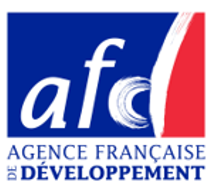 afd
AGENCE FRANÇAISE
DE DÉVELOPPEMENT